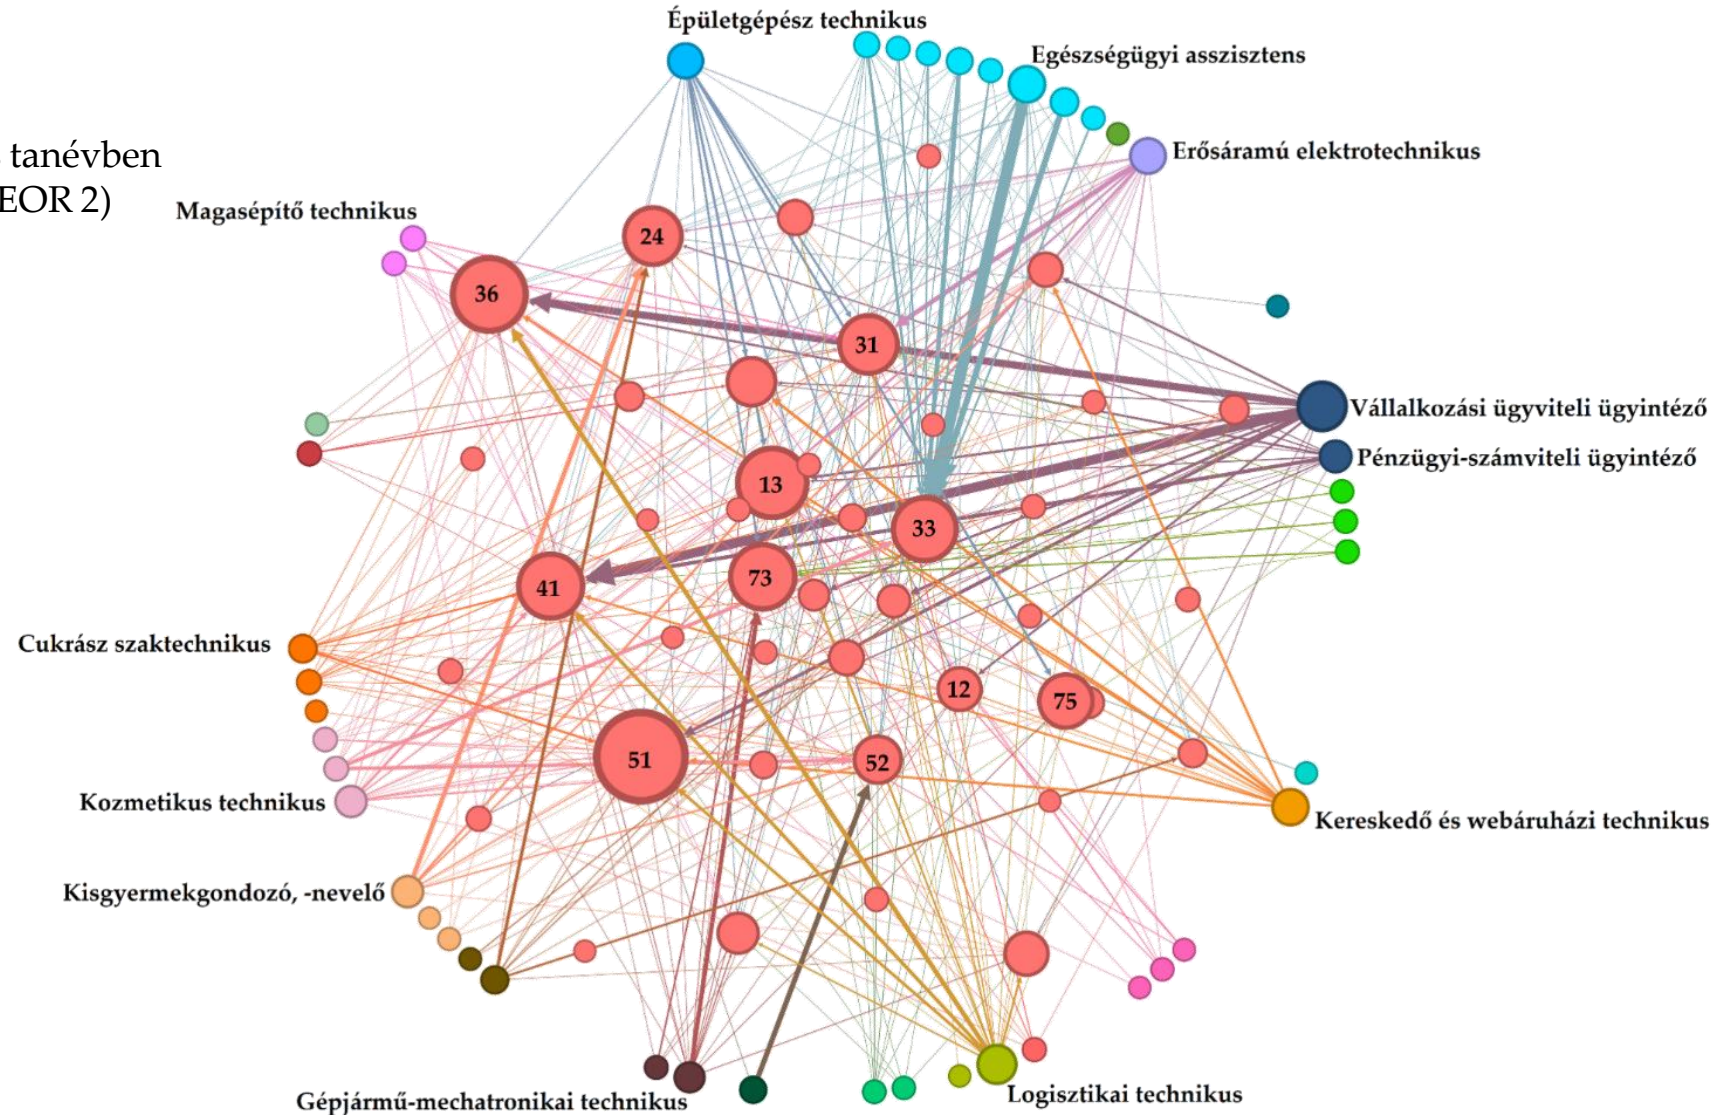 Épületgépész technikus
Egészségügyi asszisztens
Erősáramú elektrotechnikus
tanévben
EOR 2)
Magasépítő technikus
24
36
31
Vállalkozási ügyviteli ügyintéző
Pénzügyi-számviteli ügyintéző
13
33
73
41
Cukrász szaktechnikus
12
75
51
52
Kozmetikus technikus
Kereskedő és webáruházi technikus
Kisgyermekgondozó, -nevelő
Gépjármű-mechatronikai technikus
Logisztikai technikus